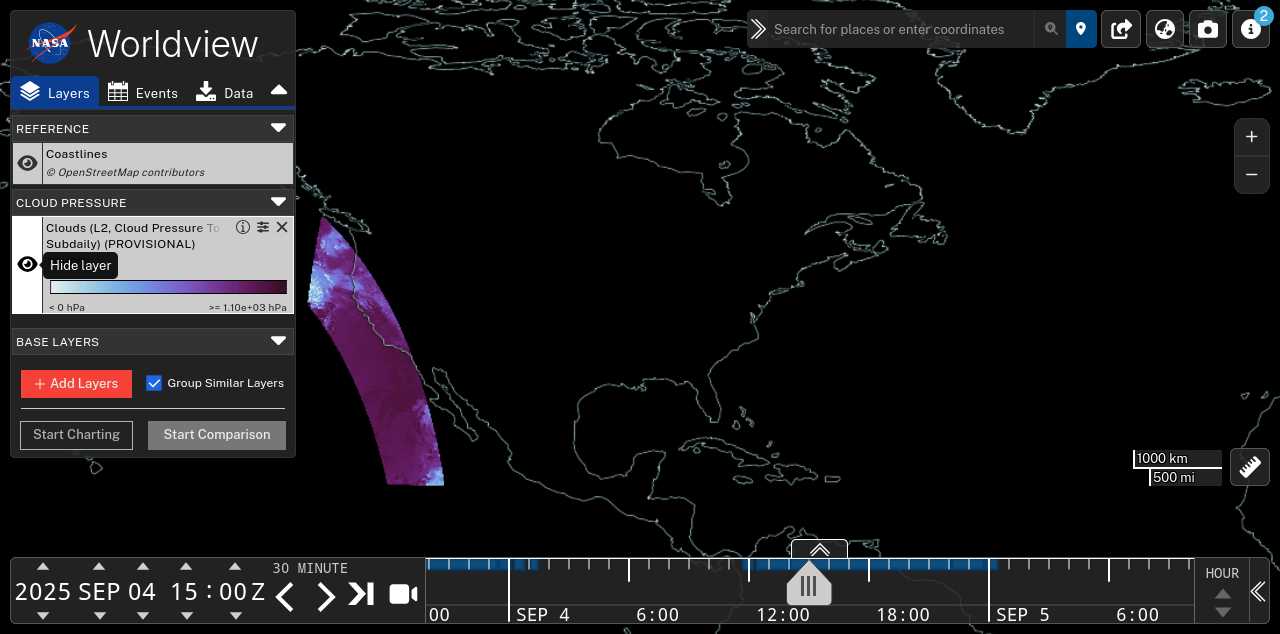 NASA
Worldview
Search for places or enter coordinates
2
Layers
Events
Data
REFERENCE
Coastlines
© OpenStreetMap contributors
CLOUD PRESSURE
Clouds (L2, Cloud Pressure To
Subdaily) (PROVISIONAL)
Hide layer
< 0 hPa
>= 1.10e+03 hPa
BASE LAYERS
+ Add Layers
Group Similar Layers
Start Charting
Start Comparison
1000 km
500 mi
2025 SEP 04 15 : 00 Z
30 MINUTE
00
SEP 4
6:00
12:00
18:00
SEP 5
6:00
HOUR